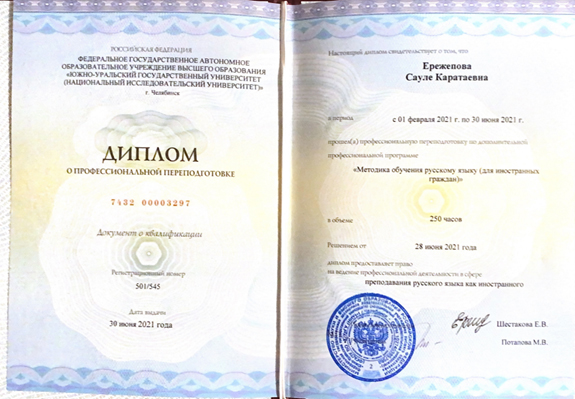 РОССИЙСКАЯ ФЕДЕРАЦИЯ
ФЕДЕРАЛЬНОЕ ГОСУДАРСТВЕННОЕ АВТОНОМНОЕ
ОБРАЗОВАТЕЛЬНОЕ УЧРЕЖДЕНИЕ ВЫСШЕГО ОБРАЗОВАНИЯ
«ЮЖНО-УРАЛЬСКИЙ ГОСУДАРСТВЕННЫЙ УНИВЕРСИТЕТ
(НАЦИОНАЛЬНЫЙ ИССЛЕДОВАТЕЛЬСКИЙ УНИВЕРСИТЕТ)»
г. Челябинск
ДИПЛОМ
О ПРОФЕССИОНАЛЬНОЙ ПЕРЕПОДГОТОВКЕ
7432 00003297
Документ о квалификации
Регистрационный номер
501/545
Дата выдачи
30 июня 2021 года
Настоящий диплом свидетельствует о том, что
Ережепова
Сауле Каратаевна
в период
с 01 февраля 2021 г. по 30 июня 2021 г.
прошел(а) профессиональную переподготовку по дополнительной
профессиональной программе
«Методика обучения русскому языку (для иностранных
граждан)»
в объеме
250 часов
Решением от
28 июня 2021 года
диплом предоставляет право
на ведение профессиональной деятельности в сфере
преподавания русского языка как иностранного
Шестакова Е.В.
Потапова М.В.
2